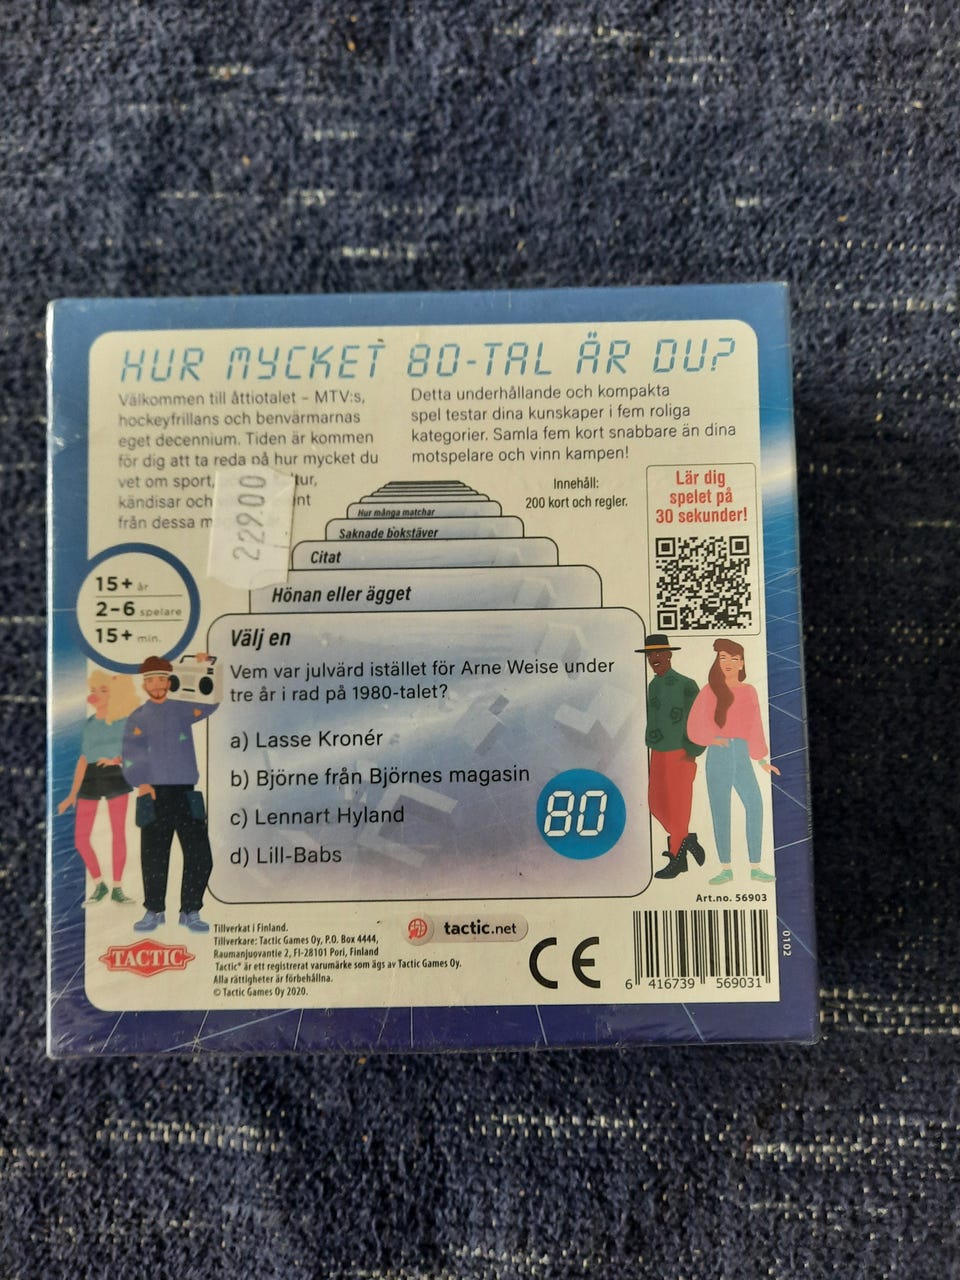 HUR MYCKET 80-TAL ÄR DU?
Välkommen till åttiotalet – MTV:s,
hockeyfrillans och benvärmarnas
eget decennium. Tiden är kommen
för dig att ta reda på hur mycket du
vet om sport,
kändisar och
från dessa
Detta underhållande och kompakta
spel testar dina kunskaper i fem roliga
kategorier. Samla fem kort snabbare än dina
motspelare och vinn kampen!
22900
Innehåll:
200 kort och regler.
Lär dig
spelet på
30 sekunder!
15+ år
2–6 spelare
15+ min.
Hur många matchar
Saknade bokstäver
Citat
Hönan eller ägget
Välj en
Vem var julvärd istället för Arne Weise under
tre år i rad på 1980-talet?
a) Lasse Kronér
b) Björne från Björnes magasin
c) Lennart Hyland
d) Lill-Babs
80
Art.no. 56903
TACTIC
Tillverkat i Finland.
Tillverkare: Tactic Games Oy, P.O. Box 4444,
Raumanjuovantie 2, FI-28101 Pori, Finland
Tactic® är ett registrerat varumärke som ägs av Tactic Games Oy.
Alla rättigheter är förbehållna.
© Tactic Games Oy 2020.
tactic.net
CE
6 416739 569031
0102